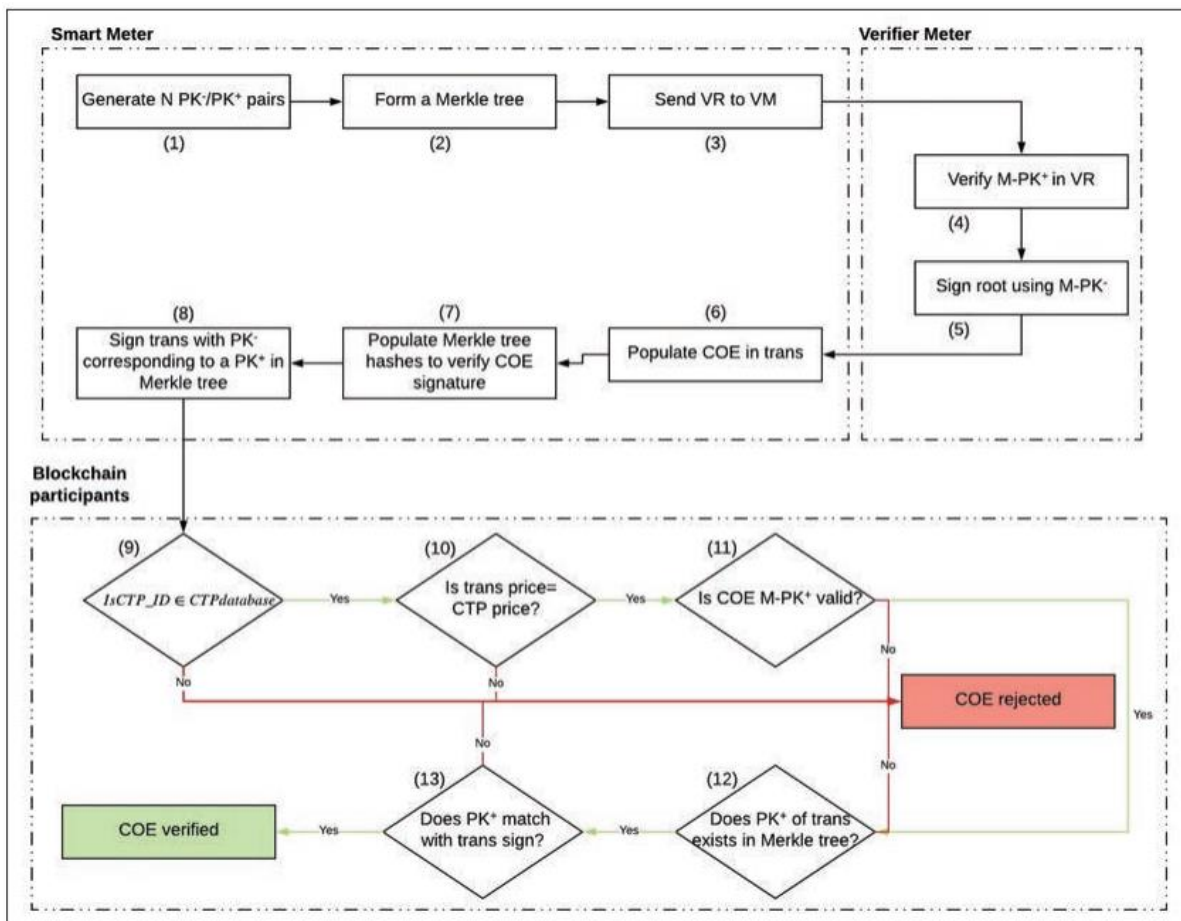 Smart Meter
Verifier Meter
Generate N PK⁻/PK⁺ pairs
(1)
Form a Merkle tree
(2)
Send VR to VM
(3)
Verify M-PK⁺ in VR
(4)
Sign root using M-PK⁻
(5)
(6)
Populate COE in trans
(7)
Populate Merkle tree
hashes to verify COE
signature
(8)
Sign trans with PK⁻
corresponding to a PK⁺ in
Merkle tree
Blockchain
participants
(9)
IsCTP_ID ∈ CTPdatabase
Yes
No
(10)
Is trans price=
CTP price?
Yes
No
(11)
Is COE M-PK⁺ valid?
No
Yes
COE rejected
No
(12)
Does PK⁺ of trans
exists in Merkle tree?
Yes
No
(13)
Does PK⁺ match
with trans sign?
Yes
COE verified